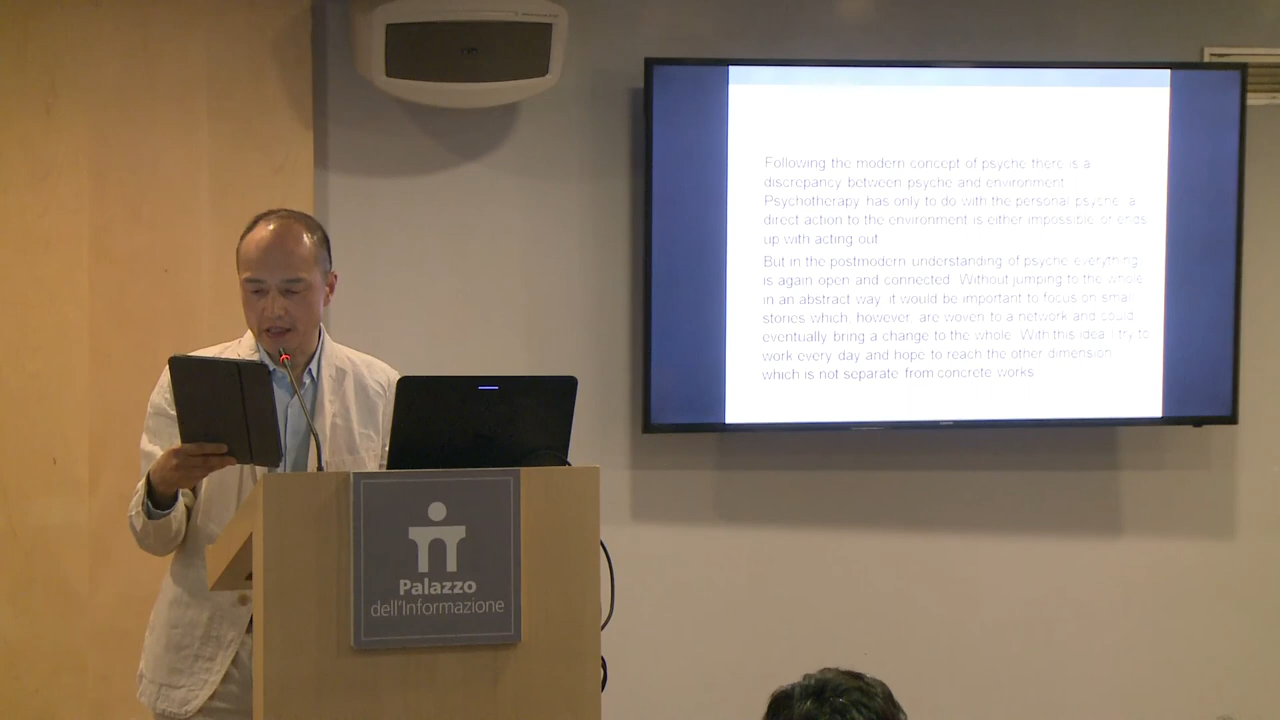 Following the modern concept of psyche there is a
discrepancy between psyche and environment
Psychotherapy has only to do with the personal psyche, a
direct action to the environment is either impossible or ends
up with acting out
But in the postmodern understanding of psyche everything
is again open and connected. Without jumping to the whole
in an abstract way, it would be important to focus on small
stories which, however, are woven to a network and could
eventually bring a change to the whole. With this idea I try to
work every day and hope to reach the other dimension
which is not separate from concrete works
Palazzo
dell'Informazione